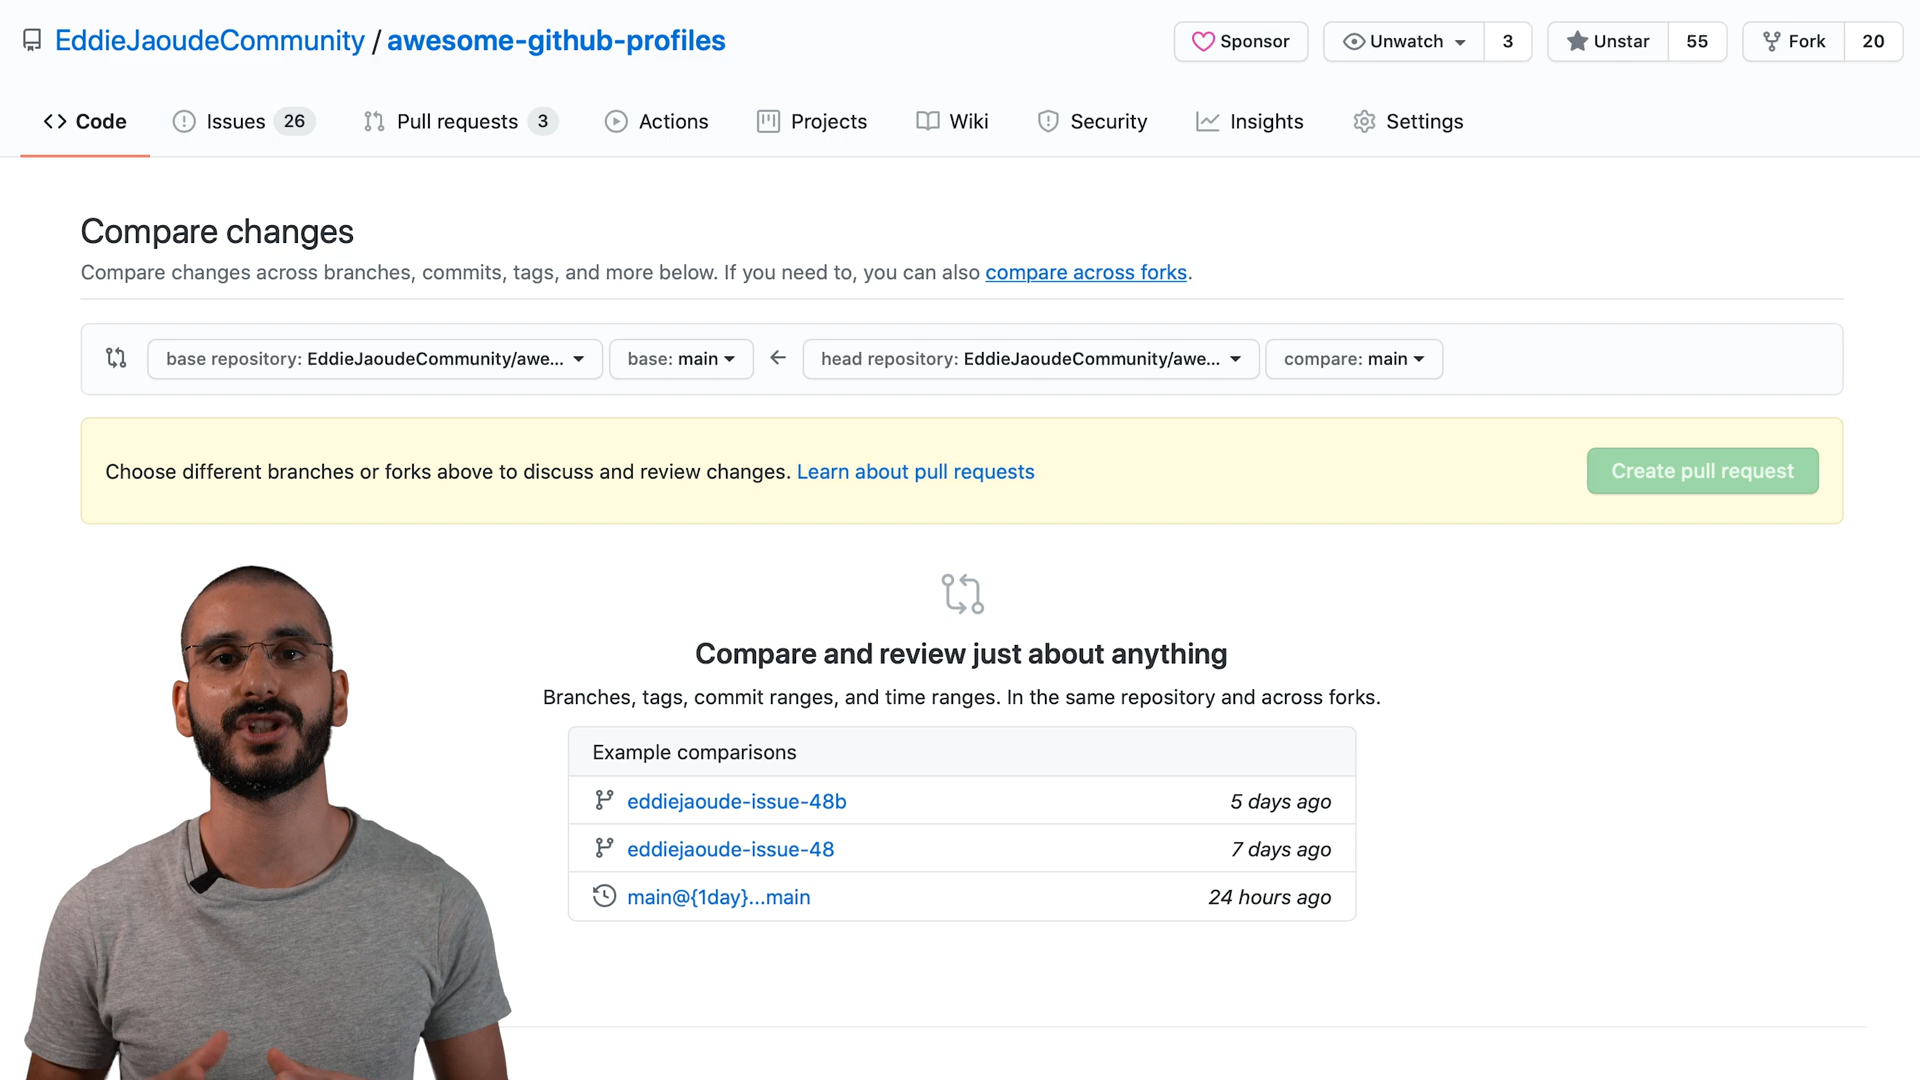 EddieJaoudeCommunity / awesome-github-profiles
Sponsor
Unwatch 3
Unstar 55
Fork 20
Code
Issues 26
Pull requests 3
Actions
Projects
Wiki
Security
Insights
Settings
Compare changes
Compare changes across branches, commits, tags, and more below. If you need to, you can also compare across forks.
base repository: EddieJaoudeCommunity/awe...
base: main
head repository: EddieJaoudeCommunity/awe...
compare: main
Choose different branches or forks above to discuss and review changes. Learn about pull requests
Create pull request
Compare and review just about anything
Branches, tags, commit ranges, and time ranges. In the same repository and across forks.
Example comparisons
eddiejaoude-issue-48b 5 days ago
eddiejaoude-issue-48 7 days ago
main@{1day}...main 24 hours ago